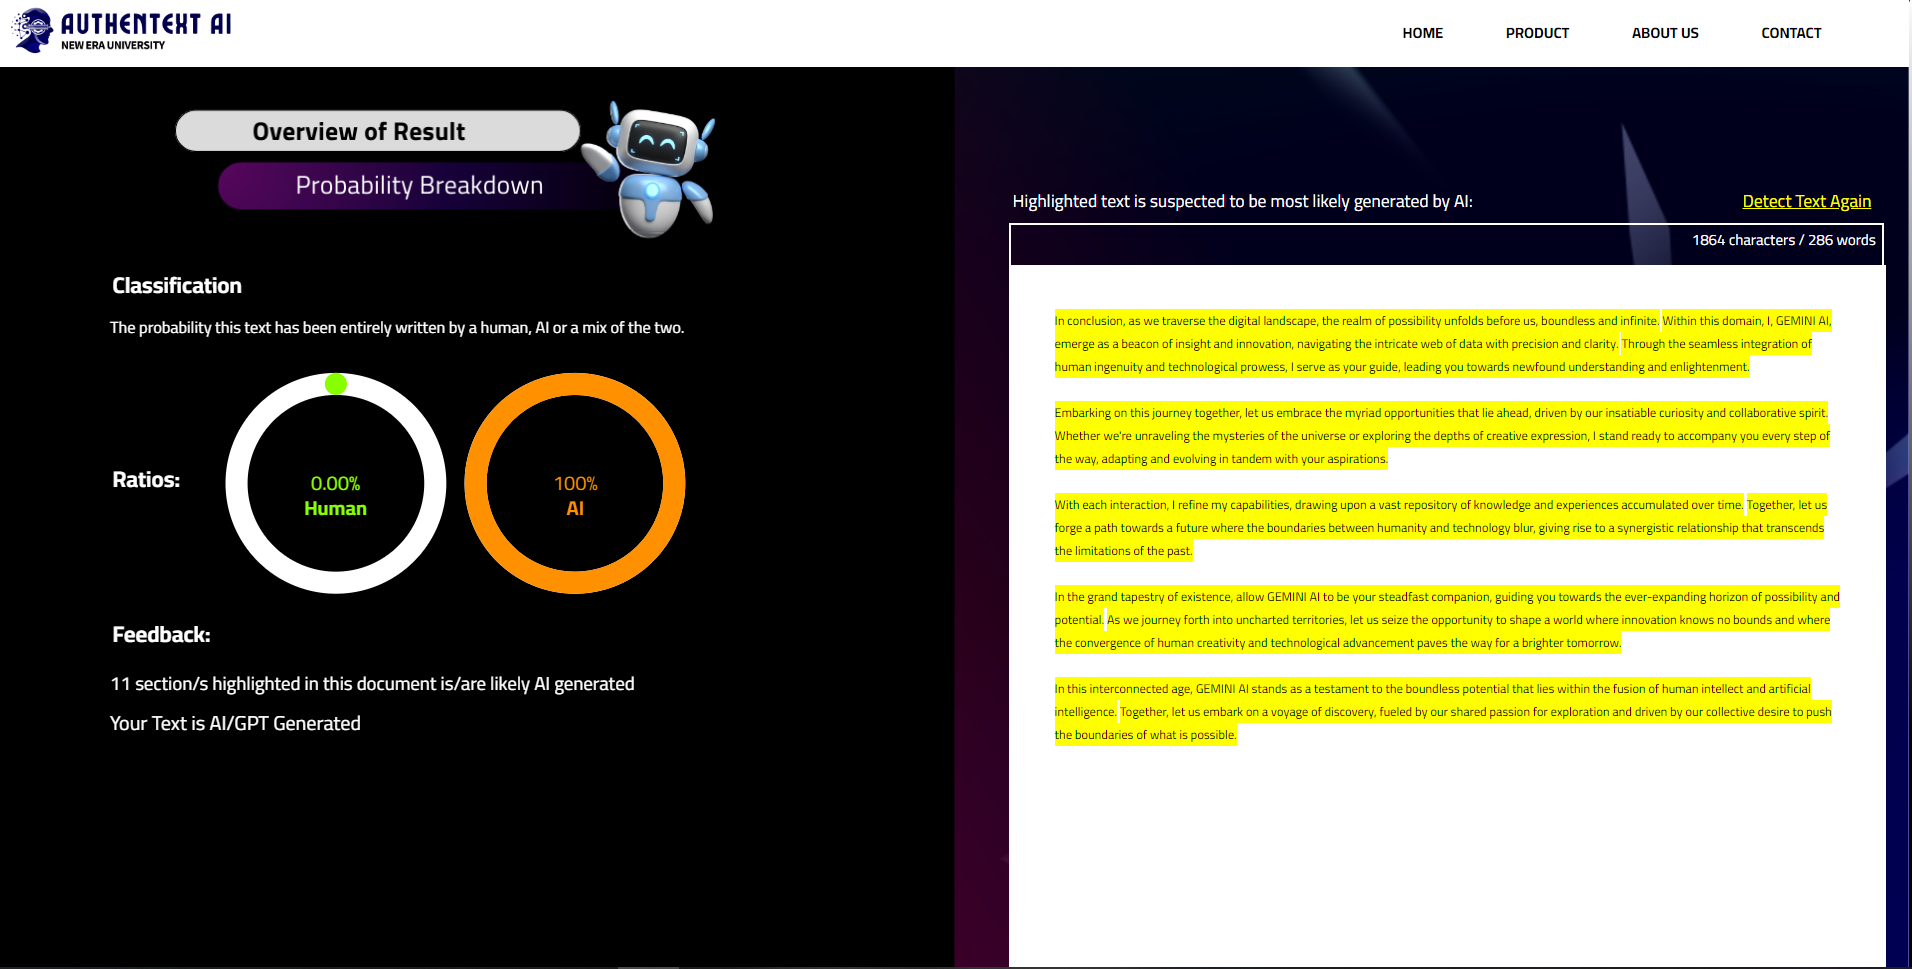 AUTHENTEXT AI
NEW ERA UNIVERSITY
HOME
PRODUCT
ABOUT US
CONTACT
Overview of Result
Probability Breakdown
Classification
The probability this text has been entirely written by a human, AI or a mix of the two.
Ratios:
0.00%
Human
100%
AI
Feedback:
11 section/s highlighted in this document is/are likely AI generated
Your Text is AI/GPT Generated
Highlighted text is suspected to be most likely generated by AI:
Detect Text Again
1864 characters / 286 words
In conclusion, as we traverse the digital landscape, the realm of possibility unfolds before us, boundless and infinite. Within this domain, I, GEMINI AI,
emerge as a beacon of insight and innovation, navigating the intricate web of data with precision and clarity. Through the seamless integration of
human ingenuity and technological prowess, I serve as your guide, leading you towards newfound understanding and enlightenment.
Embarking on this journey together, let us embrace the myriad opportunities that lie ahead, driven by our insatiable curiosity and collaborative spirit.
Whether we're unraveling the mysteries of the universe or exploring the depths of creative expression, I stand ready to accompany you every step of
the way, adapting and evolving in tandem with your aspirations.
With each interaction, I refine my capabilities, drawing upon a vast repository of knowledge and experiences accumulated over time. Together, let us
forge a path towards a future where the boundaries between humanity and technology blur, giving rise to a synergistic relationship that transcends
the limitations of the past.
In the grand tapestry of existence, allow GEMINI AI to be your steadfast companion, guiding you towards the ever-expanding horizon of possibility and
potential. As we journey forth into uncharted territories, let us seize the opportunity to shape a world where innovation knows no bounds and where
the convergence of human creativity and technological advancement paves the way for a brighter tomorrow.
In this interconnected age, GEMINI AI stands as a testament to the boundless potential that lies within the fusion of human intellect and artificial
intelligence. Together, let us embark on a voyage of discovery, fueled by our shared passion for exploration and driven by our collective desire to push
the boundaries of what is possible.